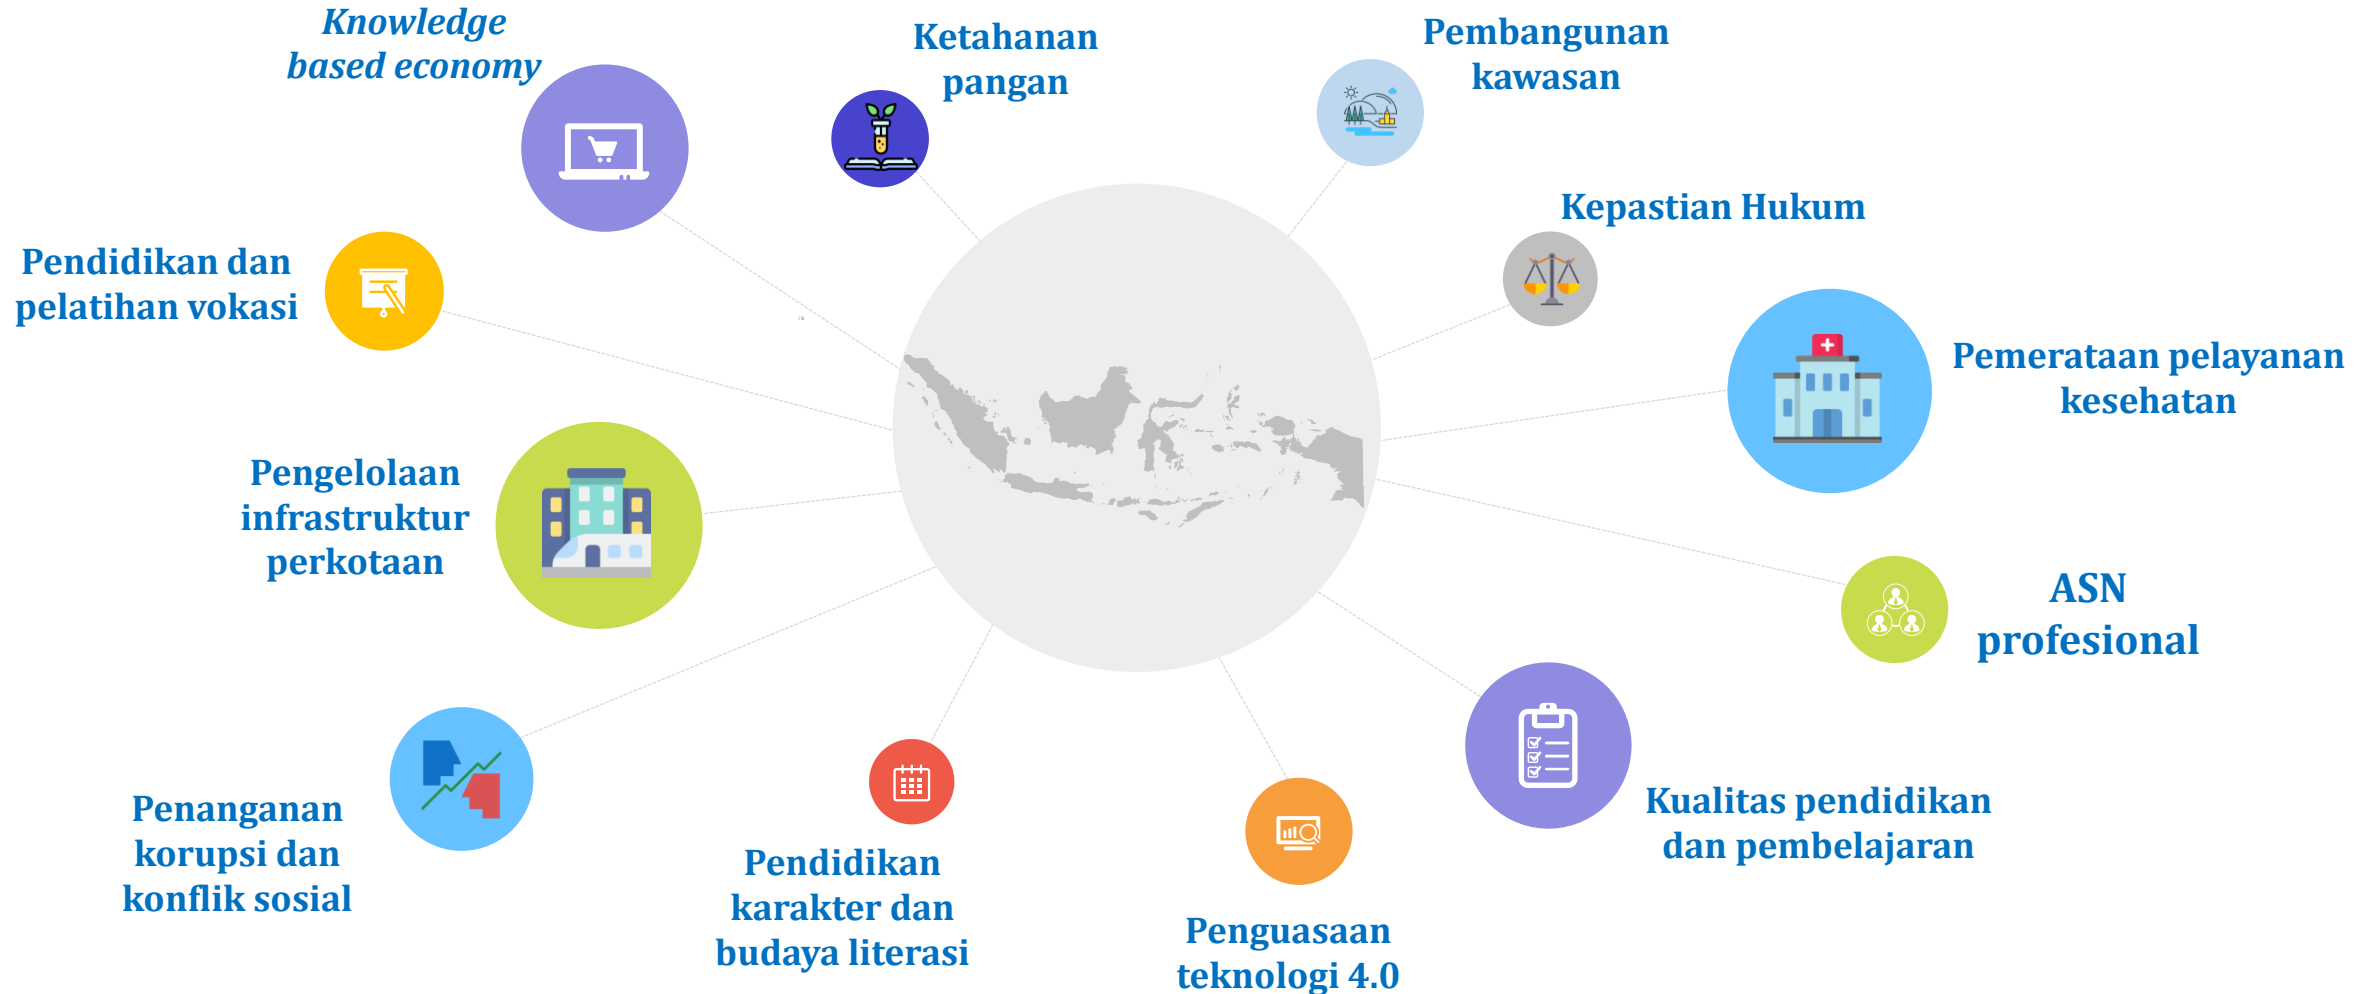 Knowledge
based economy
Ketahanan
pangan
Pembangunan
kawasan
Kepastian Hukum
Pendidikan dan
pelatihan vokasi
Pemerataan pelayanan
kesehatan
Pengelolaan
infrastruktur
perkotaan
ASN
profesional
Penanganan
korupsi dan
konflik sosial
Pendidikan
karakter dan
budaya literasi
Penguasaan
teknologi 4.0
Kualitas pendidikan
dan pembelajaran